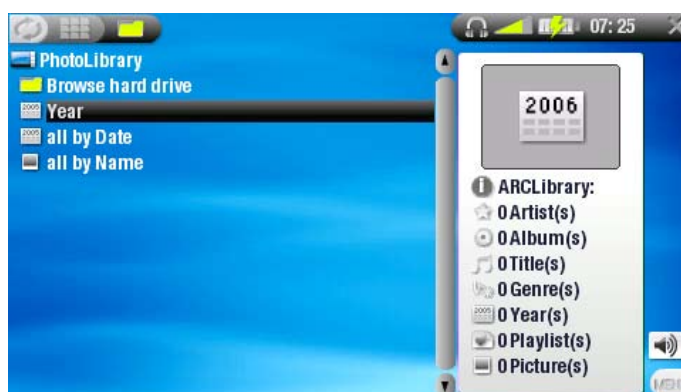 07:25
PhotoLibrary
Browse hard drive
Year
all by Date
all by Name
2006
ARCLibrary:
0 Artist(s)
0 Album(s)
0 Title(s)
0 Genre(s)
0 Year(s)
0 Playlist(s)
0 Picture(s)
MENU